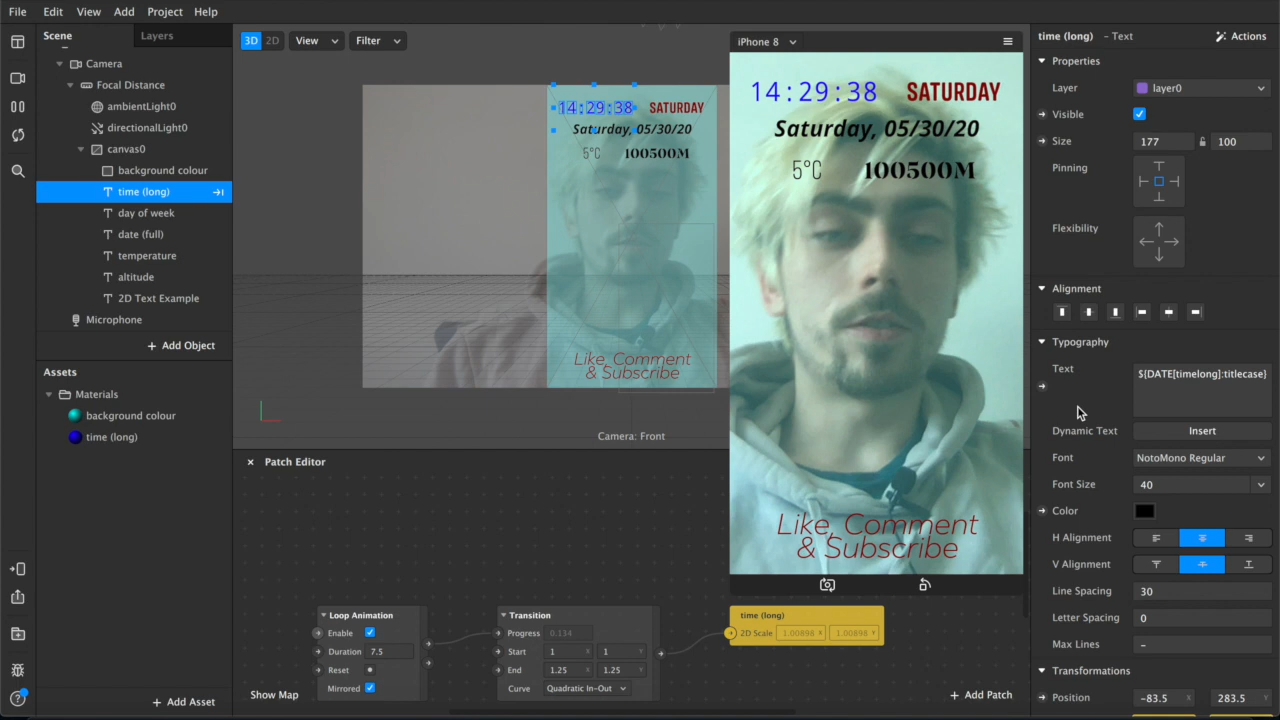 File Edit View Add Project Help
Scene
Layers
Camera
Focal Distance
ambientLight0
directionalLight0
canvas0
background colour
time (long)
day of week
date (full)
temperature
altitude
2D Text Example
Microphone
+ Add Object
Assets
Materials
background colour
time (long)
+ Add Asset
3D 2D View Filter
14:29:38 SATURDAY
Saturday, 05/30/20
5°C 100500M
Like, Comment
& Subscribe
Camera: Front
Patch Editor
Loop Animation
Enable
Duration 7.5
Reset
Mirrored
Transition
Progress 0.134
Start 1 X 1 Y
End 1.25 X 1.25 Y
Curve Quadratic In-Out
time (long)
2D Scale 1.00898 X 1.00898 Y
Show Map
+ Add Patch
iPhone 8
14:29:38 SATURDAY
Saturday, 05/30/20
5°C 100500M
Like, Comment
& Subscribe
time (long) - Text Actions
Properties
Layer layer0
Visible
Size 177 100
Pinning
Flexibility
Alignment
Typography
Text ${DATE[timelong]:titlecase}
Dynamic Text Insert
Font NotoMono Regular
Font Size 40
Color
H Alignment
V Alignment
Line Spacing 30
Letter Spacing 0
Max Lines -
Transformations
Position -83.5 X 283.5 Y